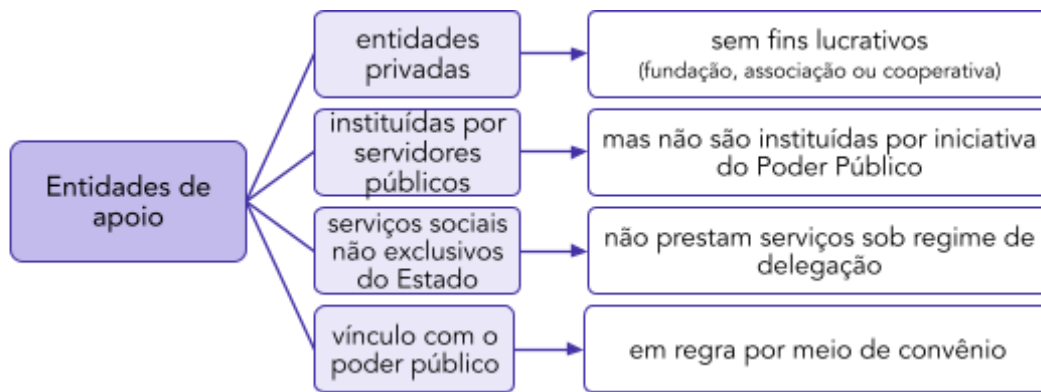 Entidades de
apoio
entidades
privadas
sem fins lucrativos
(fundação, associação ou cooperativa)
instituídas por
servidores
públicos
mas não são instituídas por iniciativa
do Poder Público
serviços sociais
não exclusivos
do Estado
não prestam serviços sob regime de
delegação
vínculo com o
poder público
em regra por meio de convênio